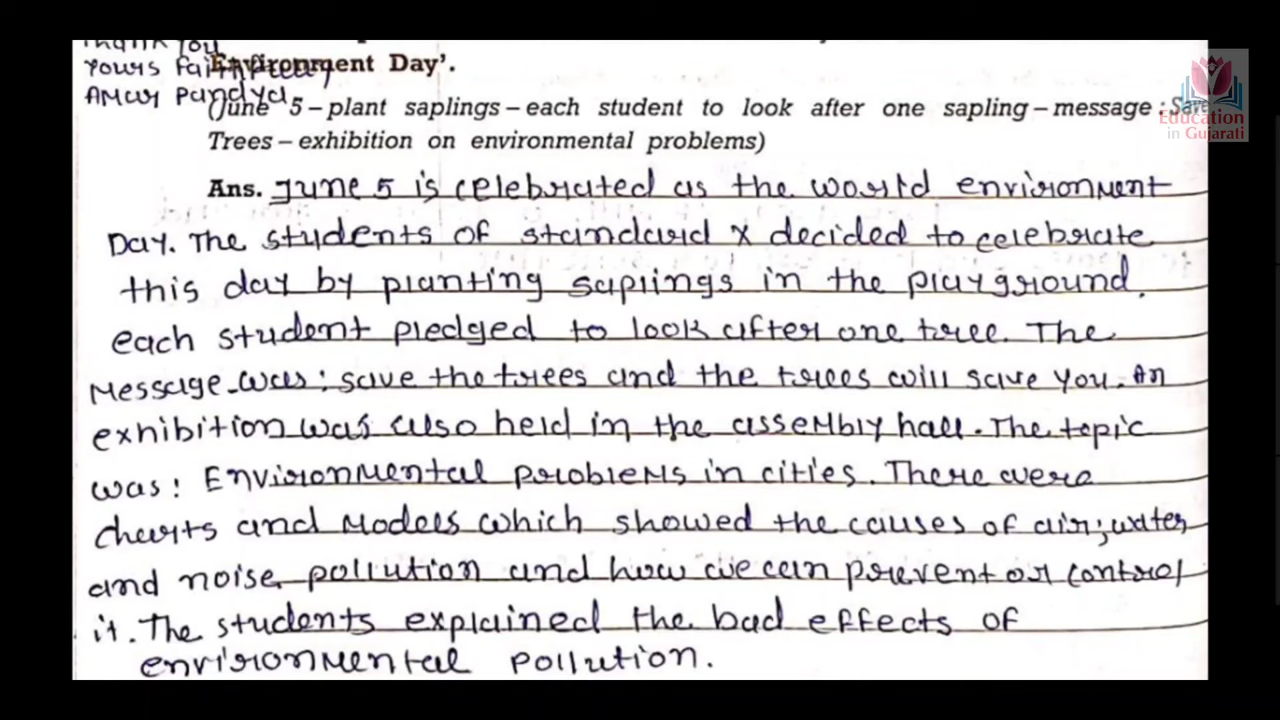 Thank you
Yours faithfully
Amar Pandya
Environment Day'.
(June 5 – plant saplings – each student to look after one sapling – message : Save
Trees – exhibition on environmental problems)
Education
in Gujarati
Ans. June 5 is celebrated as the world environment
Day. The students of standard X decided to celebrate
this day by planting saplings in the playground.
each student pledged to look after one tree. The
Message was: save the trees and the trees will save you. An
exhibition was also held in the assembly hall. The topic
was: Environmental problems in cities. There were
charts and Models which showed the causes of air, water
and noise pollution and how we can prevent or control
it. The students explained the bad effects of
environmental pollution.